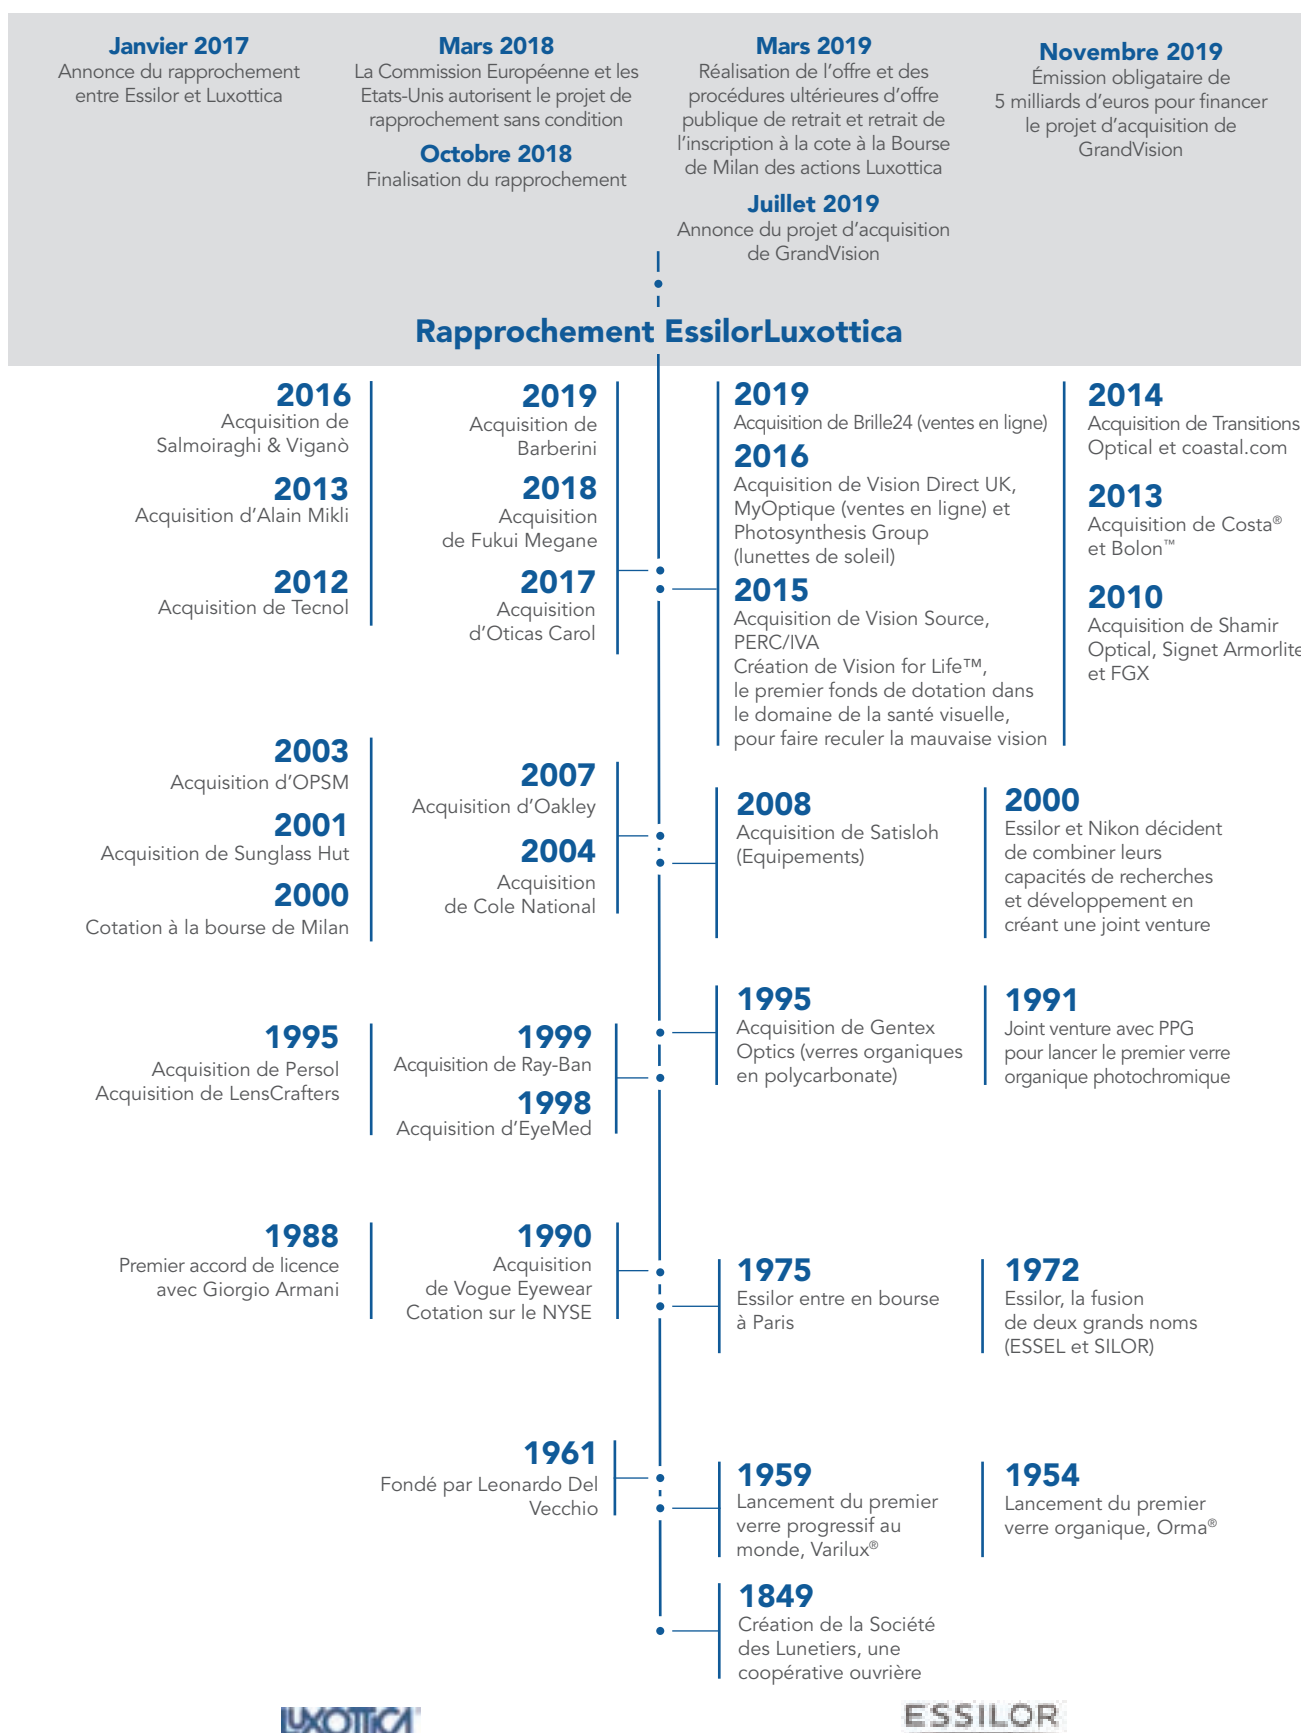 Janvier 2017
Annonce du rapprochement
entre Essilor et Luxottica
Mars 2018
La Commission Européenne et les
Etats-Unis autorisent le projet de
rapprochement sans condition
Octobre 2018
Finalisation du rapprochement
Mars 2019
Réalisation de l’offre et des
procédures ultérieures d’offre
publique de retrait et retrait de
l’inscription à la cote à la Bourse
de Milan des actions Luxottica
Juillet 2019
Annonce du projet d’acquisition
de GrandVision
Novembre 2019
Émission obligataire de
5 milliards d’euros pour financer
le projet d’acquisition de
GrandVision
Rapprochement EssilorLuxottica
2016
Acquisition de
Salmoiraghi & Viganò
2013
Acquisition d’Alain Mikli
2012
Acquisition de Tecnol
2019
Acquisition de
Barberini
2018
Acquisition
de Fukui Megane
2017
Acquisition
d’Oticas Carol
2019
Acquisition de Brille24 (ventes en ligne)
2016
Acquisition de Vision Direct UK,
MyOptique (ventes en ligne) et
Photosynthesis Group
(lunettes de soleil)
2015
Acquisition de Vision Source,
PERC/IVA
Création de Vision for Life™,
le premier fonds de dotation dans
le domaine de la santé visuelle,
pour faire reculer la mauvaise vision
2014
Acquisition de Transitions
Optical et coastal.com
2013
Acquisition de Costa®
et Bolon™
2010
Acquisition de Shamir
Optical, Signet Armorlite
et FGX
2003
Acquisition d’OPSM
2001
Acquisition de Sunglass Hut
2000
Cotation à la bourse de Milan
2007
Acquisition d’Oakley
2004
Acquisition
de Cole National
2008
Acquisition de Satisloh
(Equipements)
2000
Essilor et Nikon décident
de combiner leurs
capacités de recherches
et développement en
créant une joint venture
1995
Acquisition de Persol
Acquisition de LensCrafters
1999
Acquisition de Ray-Ban
1998
Acquisition d’EyeMed
1995
Acquisition de Gentex
Optics (verres organiques
en polycarbonate)
1991
Joint venture avec PPG
pour lancer le premier verre
organique photochromique
1988
Premier accord de licence
avec Giorgio Armani
1990
Acquisition
de Vogue Eyewear
Cotation sur le NYSE
1975
Essilor entre en bourse
à Paris
1972
Essilor, la fusion
de deux grands noms
(ESSEL et SILOR)
1961
Fondé par Leonardo Del
Vecchio
1959
Lancement du premier
verre progressif au
monde, Varilux®
1954
Lancement du premier
verre organique, Orma®
1849
Création de la Société
des Lunetiers, une
coopérative ouvrière
LUXOTTICA
ESSILOR